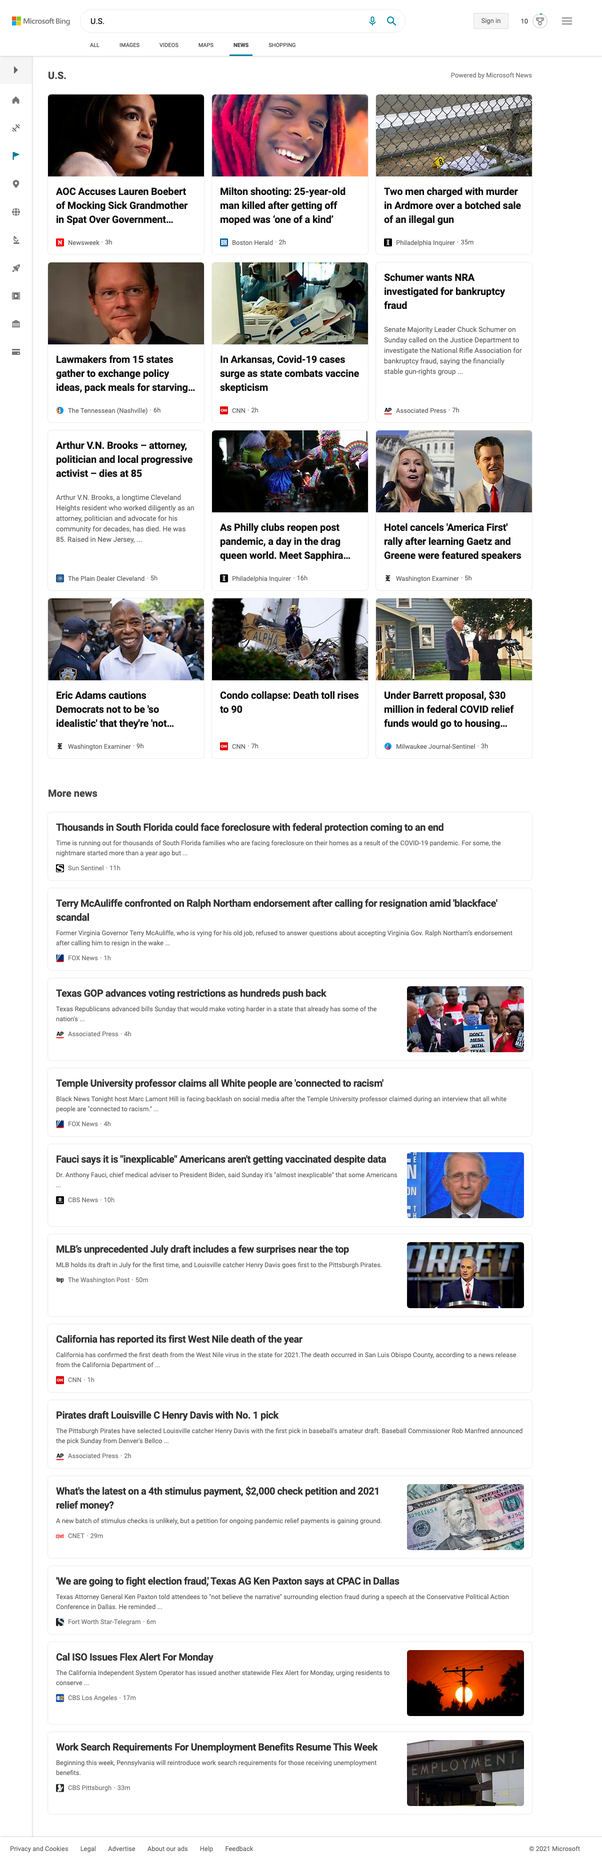 Microsoft Bing
U.S.
Sign in
10
ALL IMAGES VIDEOS MAPS NEWS SHOPPING
U.S.
Powered by Microsoft News
AOC Accuses Lauren Boebert
of Mocking Sick Grandmother
in Spat Over Government...
Newsweek · 3h
Milton shooting: 25-year-old
man killed after getting off
moped was 'one of a kind'
Boston Herald · 2h
Two men charged with murder
in Ardmore over a botched sale
of an illegal gun
Philadelphia Inquirer · 35m
Lawmakers from 15 states
gather to exchange policy
ideas, pack meals for starving...
The Tennessean (Nashville) · 6h
In Arkansas, Covid-19 cases
surge as state combats vaccine
skepticism
CNN · 2h
Schumer wants NRA
investigated for bankruptcy
fraud
Senate Majority Leader Chuck Schumer on
Sunday called on the Justice Department to
investigate the National Rifle Association for
bankruptcy fraud, saying the financially
stable gun-rights group ...
AP Associated Press · 7h
Arthur V.N. Brooks – attorney,
politician and local progressive
activist – dies at 85
Arthur V.N. Brooks, a longtime Cleveland
Heights resident who worked diligently as an
attorney, politician and advocate for his
community for decades, has died. He was
85. Raised in New Jersey, ...
The Plain Dealer Cleveland · 5h
As Philly clubs reopen post
pandemic, a day in the drag
queen world. Meet Sapphira...
Philadelphia Inquirer · 16h
Hotel cancels 'America First'
rally after learning Gaetz and
Greene were featured speakers
Washington Examiner · 5h
Eric Adams cautions
Democrats not to be 'so
idealistic' that they're 'not...
Washington Examiner · 9h
Condo collapse: Death toll rises
to 90
CNN · 7h
Under Barrett proposal, $30
million in federal COVID relief
funds would go to housing...
Milwaukee Journal-Sentinel · 3h
More news
Thousands in South Florida could face foreclosure with federal protection coming to an end
Time is running out for thousands of South Florida families who are facing foreclosure on their homes as a result of the COVID-19 pandemic. For some, the
nightmare started more than a year ago but ...
Sun Sentinel · 11h
Terry McAuliffe confronted on Ralph Northam endorsement after calling for resignation amid 'blackface'
scandal
Former Virginia Governor Terry McAuliffe, who is vying for his old job, refused to answer questions about accepting Virginia Gov. Ralph Northam's endorsement
after calling him to resign in the wake ...
FOX News · 1h
Texas GOP advances voting restrictions as hundreds push back
Texas Republicans advanced bills Sunday that would make voting harder in a state that already has some of the
nation's ...
AP Associated Press · 4h
DON'T
MESS
WITH
TEXAS
Temple University professor claims all White people are 'connected to racism'
Black News Tonight host Marc Lamont Hill is facing backlash on social media after the Temple University professor claimed during an interview that all white
people are "connected to racism." ...
FOX News · 4h
Fauci says it is "inexplicable" Americans aren't getting vaccinated despite data
Dr. Anthony Fauci, chief medical adviser to President Biden, said Sunday it's "almost inexplicable" that some Americans
...
CBS News · 10h
MLB's unprecedented July draft includes a few surprises near the top
MLB holds its draft in July for the first time, and Louisville catcher Henry Davis goes first to the Pittsburgh Pirates.
wp The Washington Post · 50m
DRAFT
California has reported its first West Nile death of the year
California has confirmed the first death from the West Nile virus in the state for 2021.The death occurred in San Luis Obispo County, according to a news release
from the California Department of ...
CNN · 1h
Pirates draft Louisville C Henry Davis with No. 1 pick
The Pittsburgh Pirates have selected Louisville catcher Henry Davis with the first pick in baseball's amateur draft. Baseball Commissioner Rob Manfred announced
the pick Sunday from Denver's Bellco ...
AP Associated Press · 2h
What's the latest on a 4th stimulus payment, $2,000 check petition and 2021
relief money?
A new batch of stimulus checks is unlikely, but a petition for ongoing pandemic relief payments is gaining ground.
cnet CNET · 29m
'We are going to fight election fraud,' Texas AG Ken Paxton says at CPAC in Dallas
Texas Attorney General Ken Paxton told attendees to "not believe the narrative" surrounding election fraud during a speech at the Conservative Political Action
Conference in Dallas. He reminded ...
Fort Worth Star-Telegram · 6m
Cal ISO Issues Flex Alert For Monday
The California Independent System Operator has issued another statewide Flex Alert for Monday, urging residents to
conserve ...
CBS Los Angeles · 17m
Work Search Requirements For Unemployment Benefits Resume This Week
Beginning this week, Pennsylvania will reintroduce work search requirements for those receiving unemployment
benefits.
CBS Pittsburgh · 33m
EMPLOYMENT
Privacy and Cookies Legal Advertise About our ads Help Feedback
© 2021 Microsoft